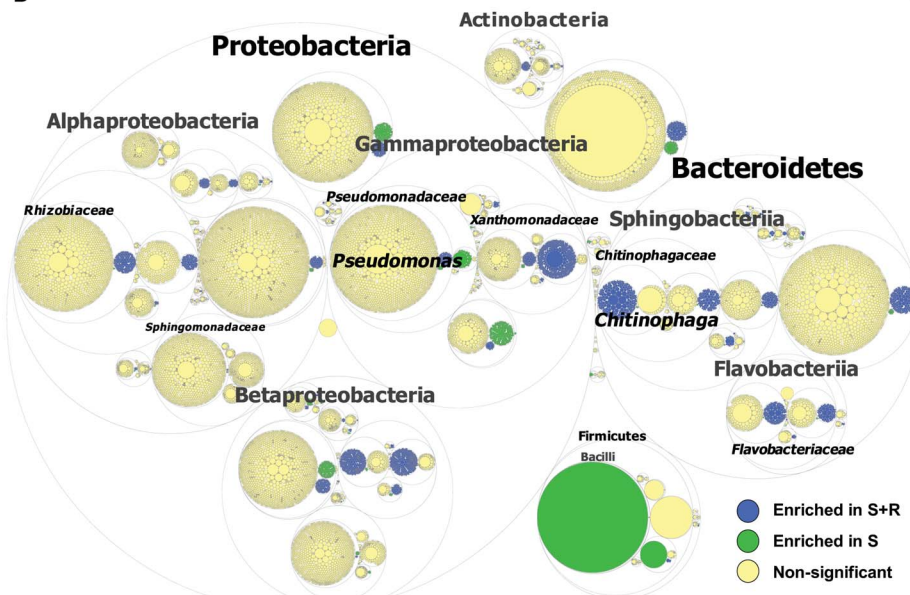 Actinobacteria
Proteobacteria
Alphaproteobacteria
Gammaproteobacteria
Bacteroidetes
Rhizobiaceae
Pseudomonadaceae
Xanthomonadaceae
Sphingobacteriia
Pseudomonas
Chitinophagaceae
Chitinophaga
Sphingomonadaceae
Flavobacteriia
Betaproteobacteria
Firmicutes
Bacilli
Flavobacteriaceae
Enriched in S+R
Enriched in S
Non-significant